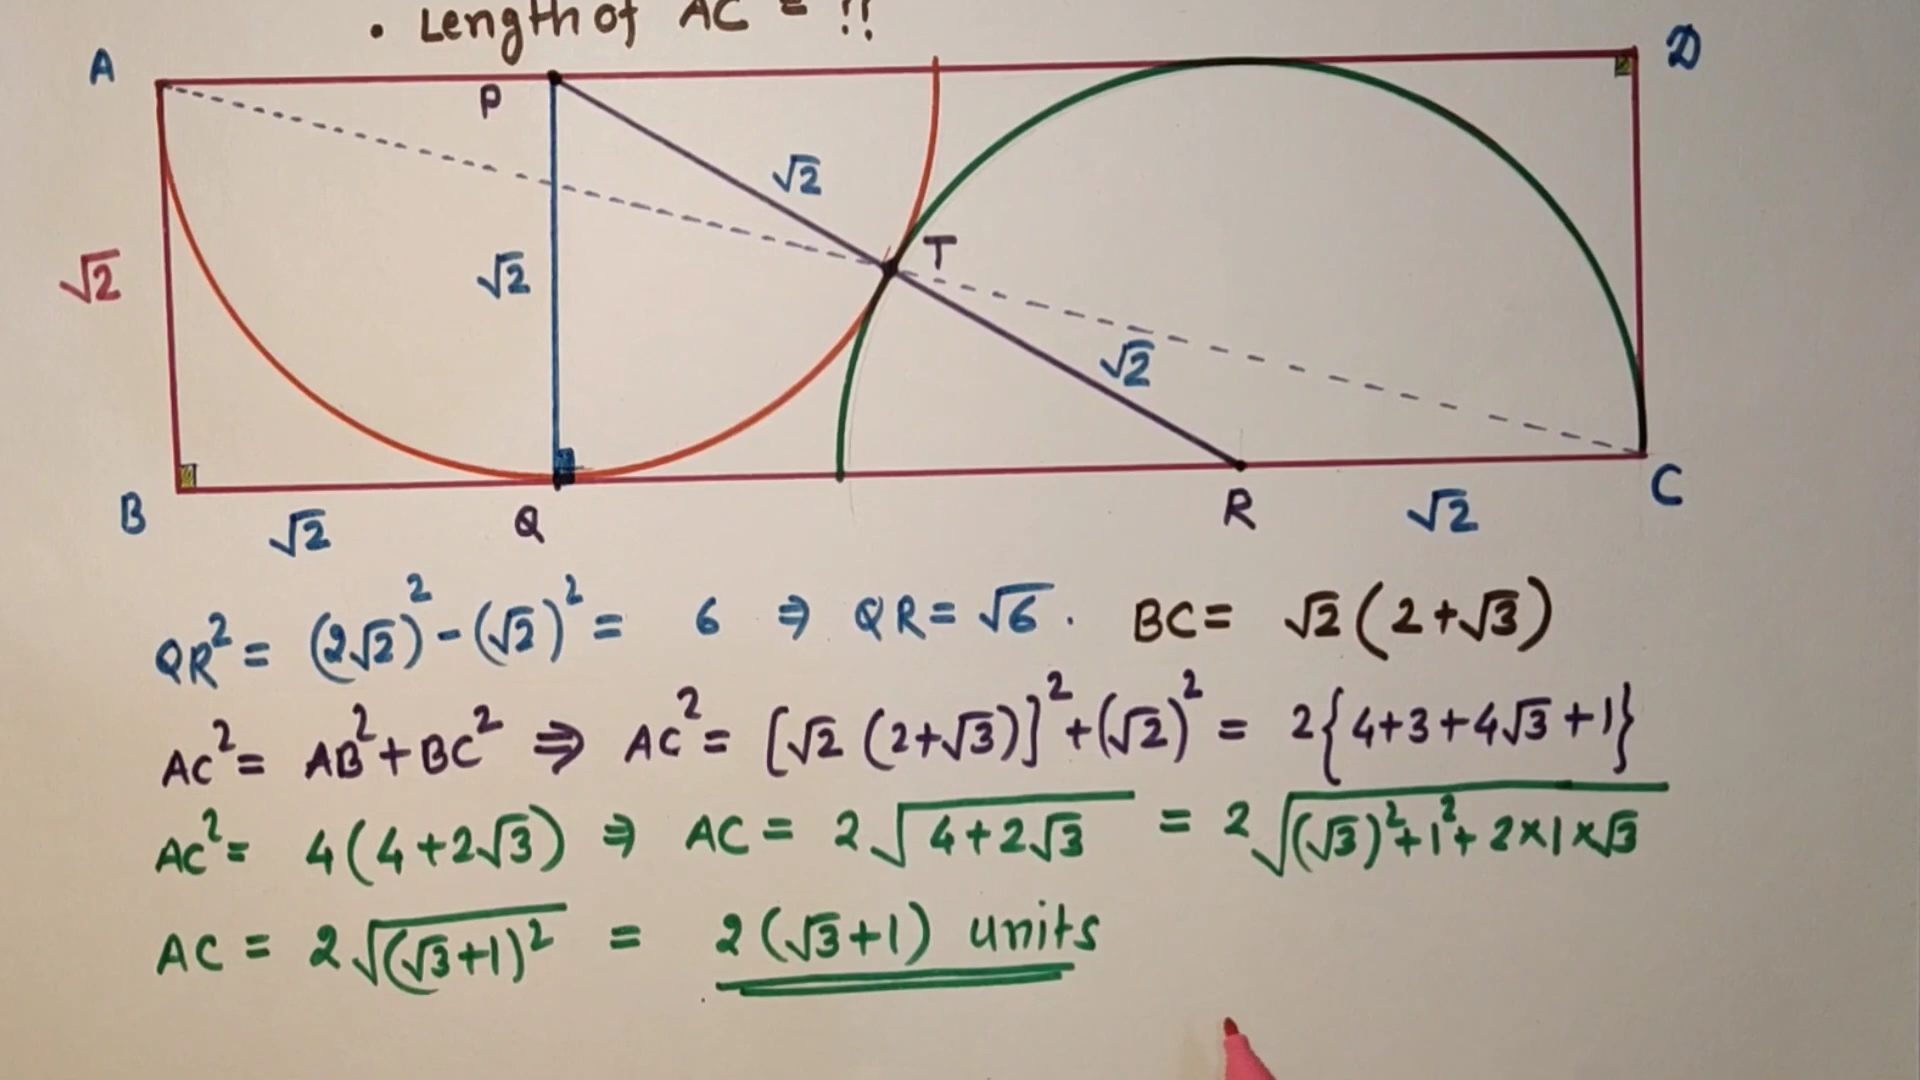 • Length of AC = !!
A
D
P
√2
T
√2
√2
√2
B
√2
Q
R
√2
C
QR² = (2√2)² - (√2)² = 6 ⇒ QR = √6. BC = √2 (2+√3)
AC² = AB² + BC² ⇒ AC² = [√2 (2+√3)]² + (√2)² = 2{4+3+4√3+1}
AC² = 4(4+2√3) ⇒ AC = 2√(4+2√3) = 2√((√3)²+1²+2×1×√3)
AC = 2√((√3+1)²) = 2(√3+1) units